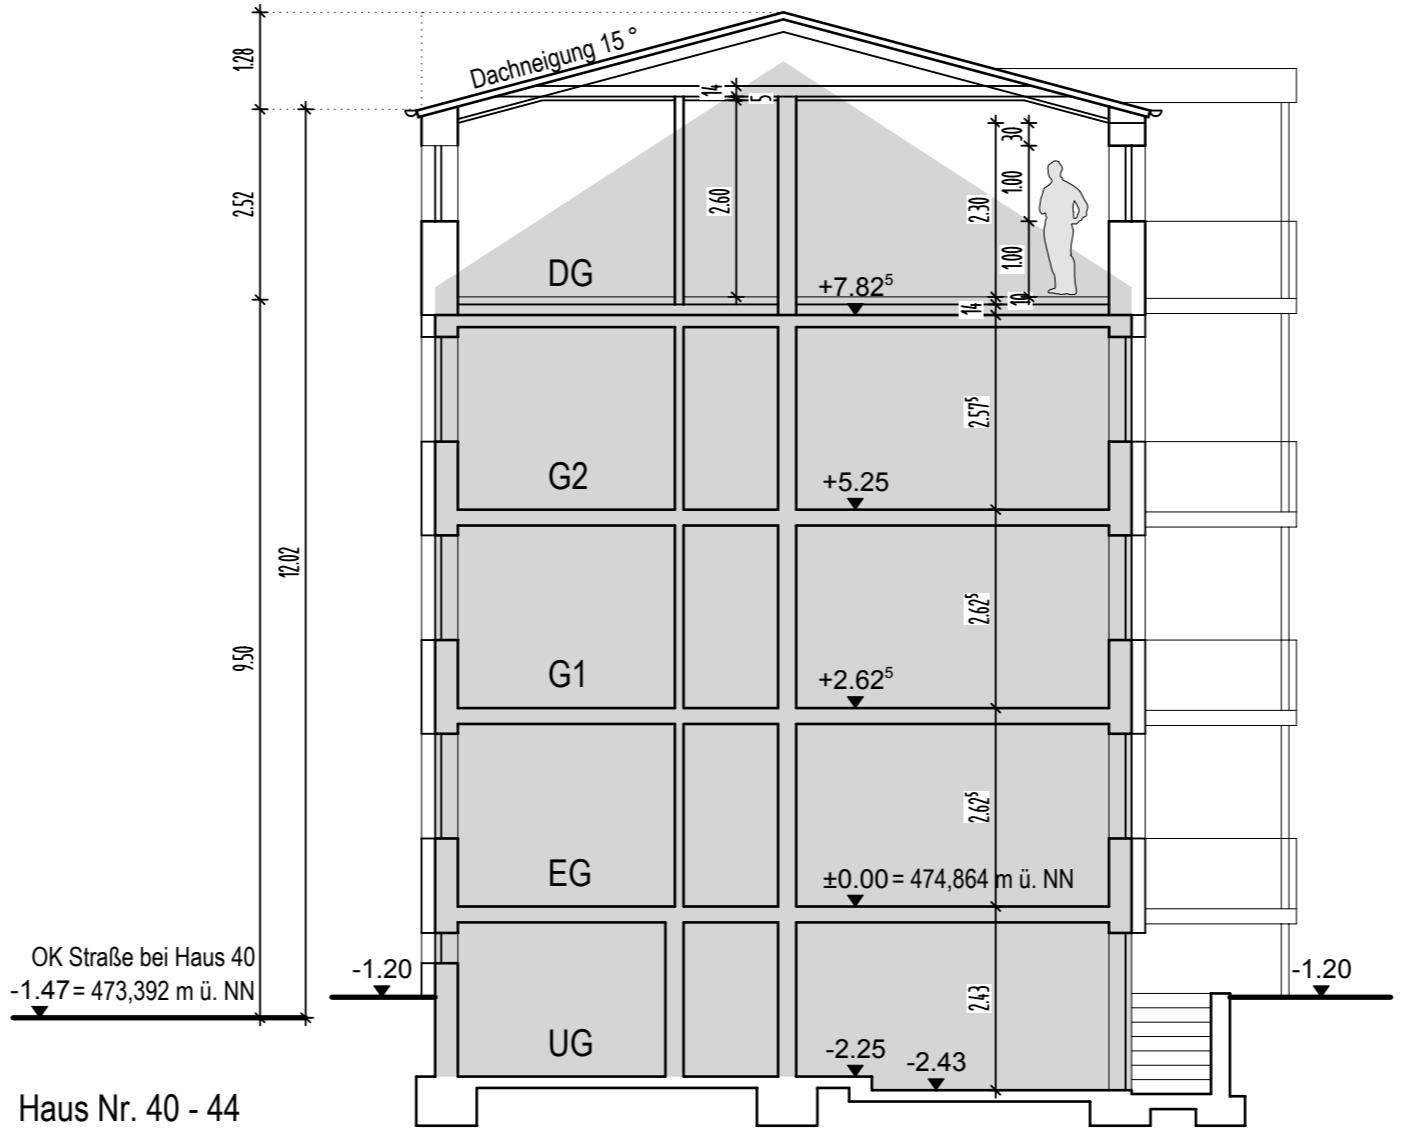 1.28
Dachneigung 15 °
14
5
30
2.52
2.60
2.30
1.00
1.00
DG
+7.82⁵
10
14
2.57⁵
G2
+5.25
12.02
2.62⁵
9.50
G1
+2.62⁵
2.62⁵
EG
±0.00 = 474,864 m ü. NN
OK Straße bei Haus 40
-1.47 = 473,392 m ü. NN
-1.20
-1.20
2.43
UG
-2.25
-2.43
Haus Nr. 40 - 44